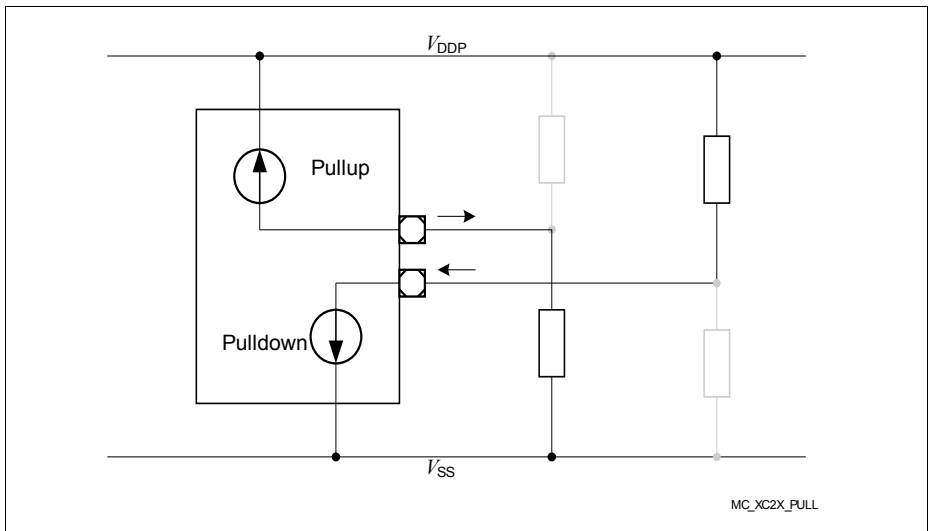 VDDP
Pullup
Pulldown
VSS
MC_XC2X_PULL